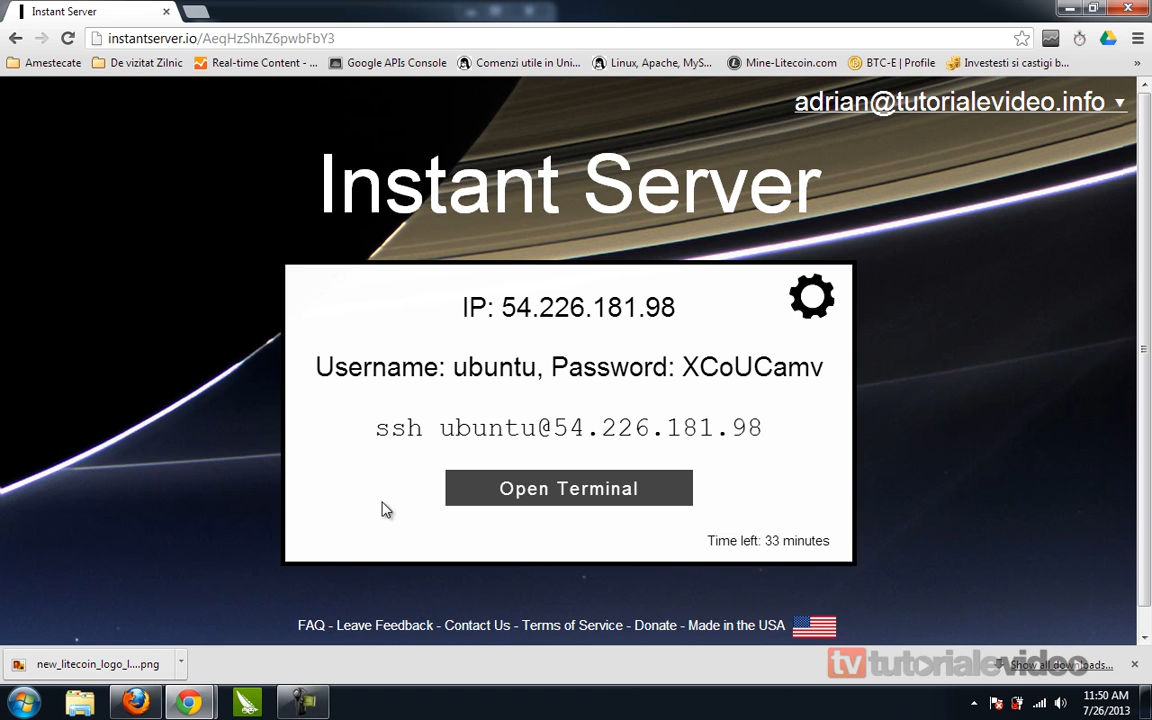 Instant Server
instantserver.io/AeqHzShhZ6pwbFbY3
Amestecate De vizitat Zilnic Real-time Content - ... Google APIs Console Comenzi utile in Uni... Linux, Apache, MyS... Mine-Litecoin.com BTC-E | Profile Investesti si castigi b... »
adrian@tutorialevideo.info ▼
Instant Server
IP: 54.226.181.98
Username: ubuntu, Password: XCoUCamv
ssh ubuntu@54.226.181.98
Open Terminal
Time left: 33 minutes
FAQ - Leave Feedback - Contact Us - Terms of Service - Donate - Made in the USA
new_litecoin_logo_l....png
Show all downloads...
tv tutorialevideo
11:50 AM
7/26/2013